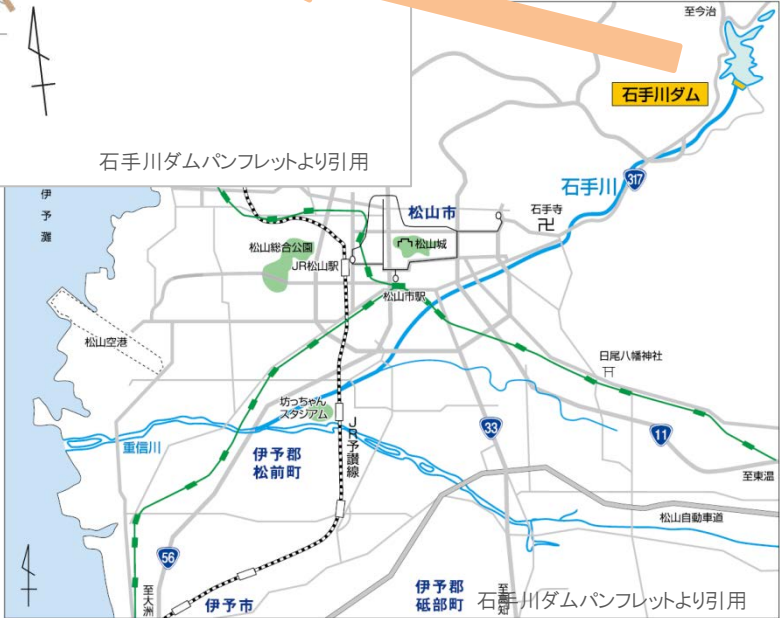 至今治
石手川ダム
石手川ダムパンフレットより引用
317
石手川
伊予灘
松山市
石手寺
松山総合公園
松山城
JR松山駅
松山市駅
松山空港
日尾八幡神社
坊っちゃん
スタジアム
JR予讃線
33
11
重信川
伊予郡
松前町
至東温
松山自動車道
56
至大洲
伊予市
伊予郡
砥部町
至高知
石手川ダムパンフレットより引用